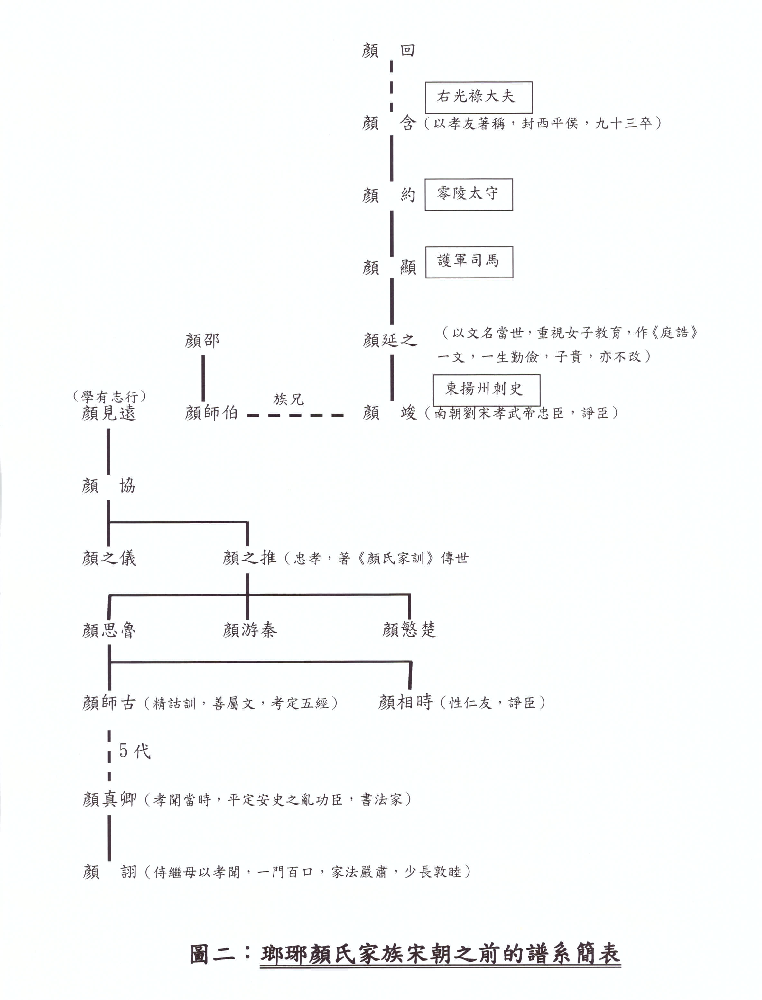 顏　回
右光祿大夫
顏　含（以孝友著稱，封西平侯，九十三卒）
顏　約
零陵太守
顏　顯
護軍司馬
顏邵
顏延之
（以文名當世，重視女子教育，作《庭誥》
一文，一生勤儉，子貴，亦不改）
東揚州刺史
（學有志行）
顏見遠
顏師伯
族兄
顏　竣（南朝劉宋孝武帝忠臣，諍臣）
顏　協
顏之儀
顏之推（忠孝，著《顏氏家訓》傳世
顏思魯
顏游秦
顏慜楚
顏師古（精詁訓，善屬文，考定五經）
顏相時（性仁友，諍臣）
5 代
顏真卿（孝聞當時，平定安史之亂功臣，書法家）
顏　詡（侍繼母以孝聞，一門百口，家法嚴肅，少長敦睦）
圖二：瑯琊顏氏家族宋朝之前的譜系簡表